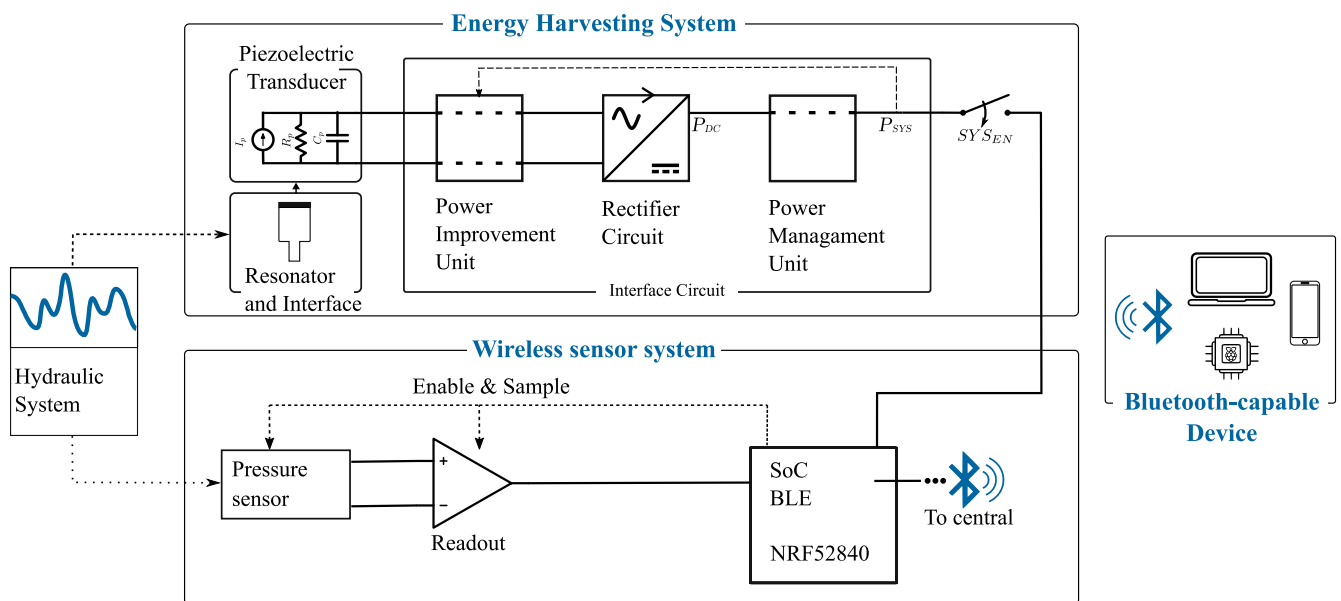 Energy Harvesting System
Piezoelectric
Transducer
I_p
R_p
C_p
P_DC
P_SYS
SYS_EN
Power
Improvement
Unit
Rectifier
Circuit
Power
Managament
Unit
Resonator
and Interface
Interface Circuit
Hydraulic
System
Wireless sensor system
Enable & Sample
Pressure
sensor
+
−
Readout
SoC
BLE
NRF52840
To central
Bluetooth-capable
Device